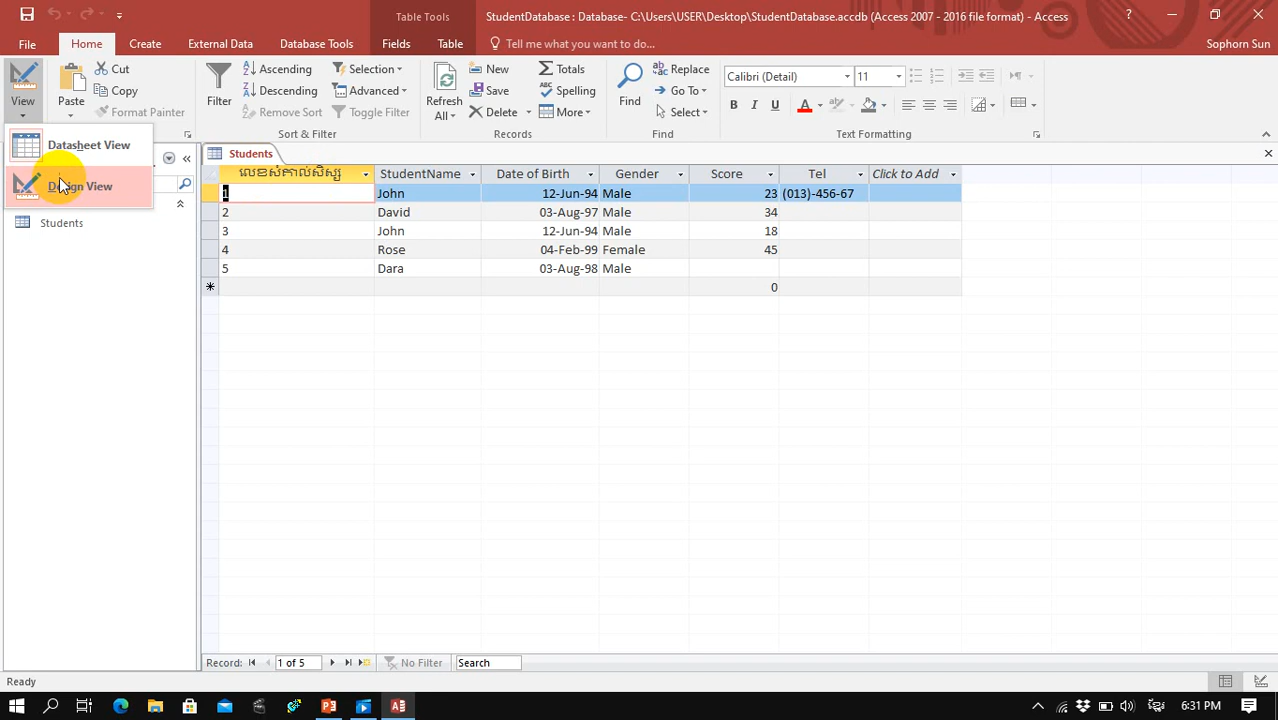 Table Tools
StudentDatabase : Database- C:\Users\USER\Desktop\StudentDatabase.accdb (Access 2007 - 2016 file format) - Access
File Home Create External Data Database Tools Fields Table Tell me what you want to do... Sophorn Sun
View Paste Cut Copy Format Painter
Filter Ascending Descending Selection Advanced Toggle Filter
Refresh All New Save Delete Totals Spelling More
Find Replace Go To Select
Calibri (Detail) 11
B I U A
Sort & Filter Records Find Text Formatting
Datasheet View
Design View
Students
Students
លេខសំគាល់សិស្ស StudentName Date of Birth Gender Score Tel Click to Add
1 John 12-Jun-94 Male 23 (013)-456-67
2 David 03-Aug-97 Male 34
3 John 12-Jun-94 Male 18
4 Rose 04-Feb-99 Female 45
5 Dara 03-Aug-98 Male
0
Record: 1 of 5 No Filter Search
Ready
6:31 PM